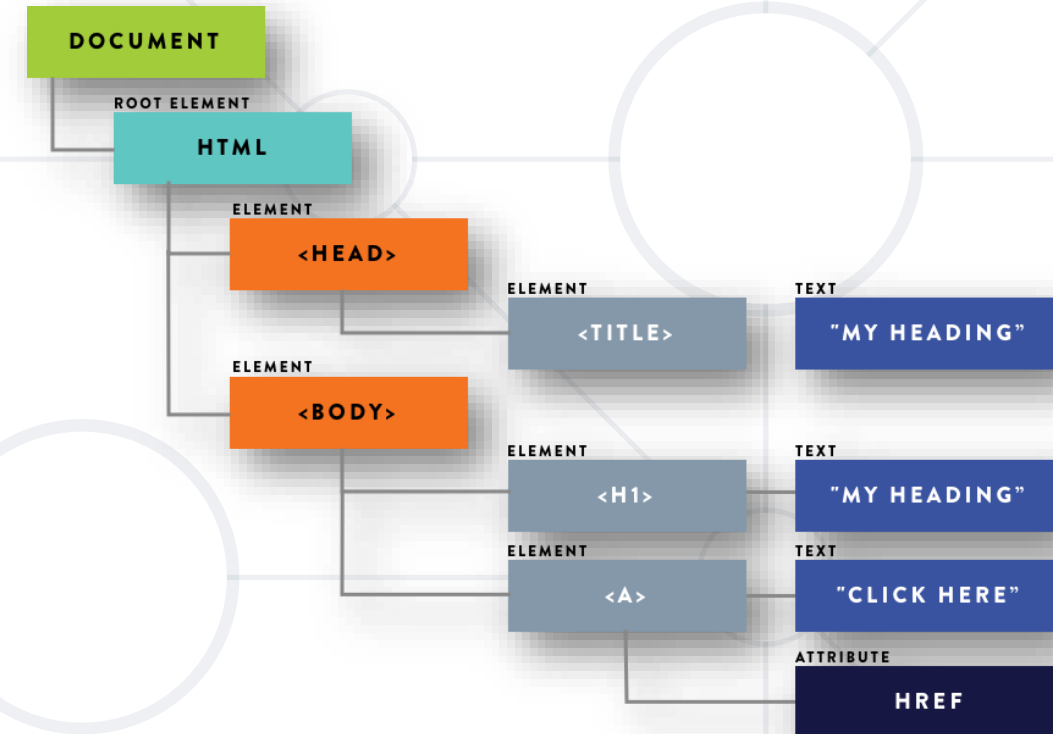 DOCUMENT
ROOT ELEMENT
HTML
ELEMENT
<HEAD>
ELEMENT
<TITLE>
TEXT
"MY HEADING”
ELEMENT
<BODY>
ELEMENT
<H1>
TEXT
"MY HEADING”
ELEMENT
<A>
TEXT
"CLICK HERE”
ATTRIBUTE
HREF